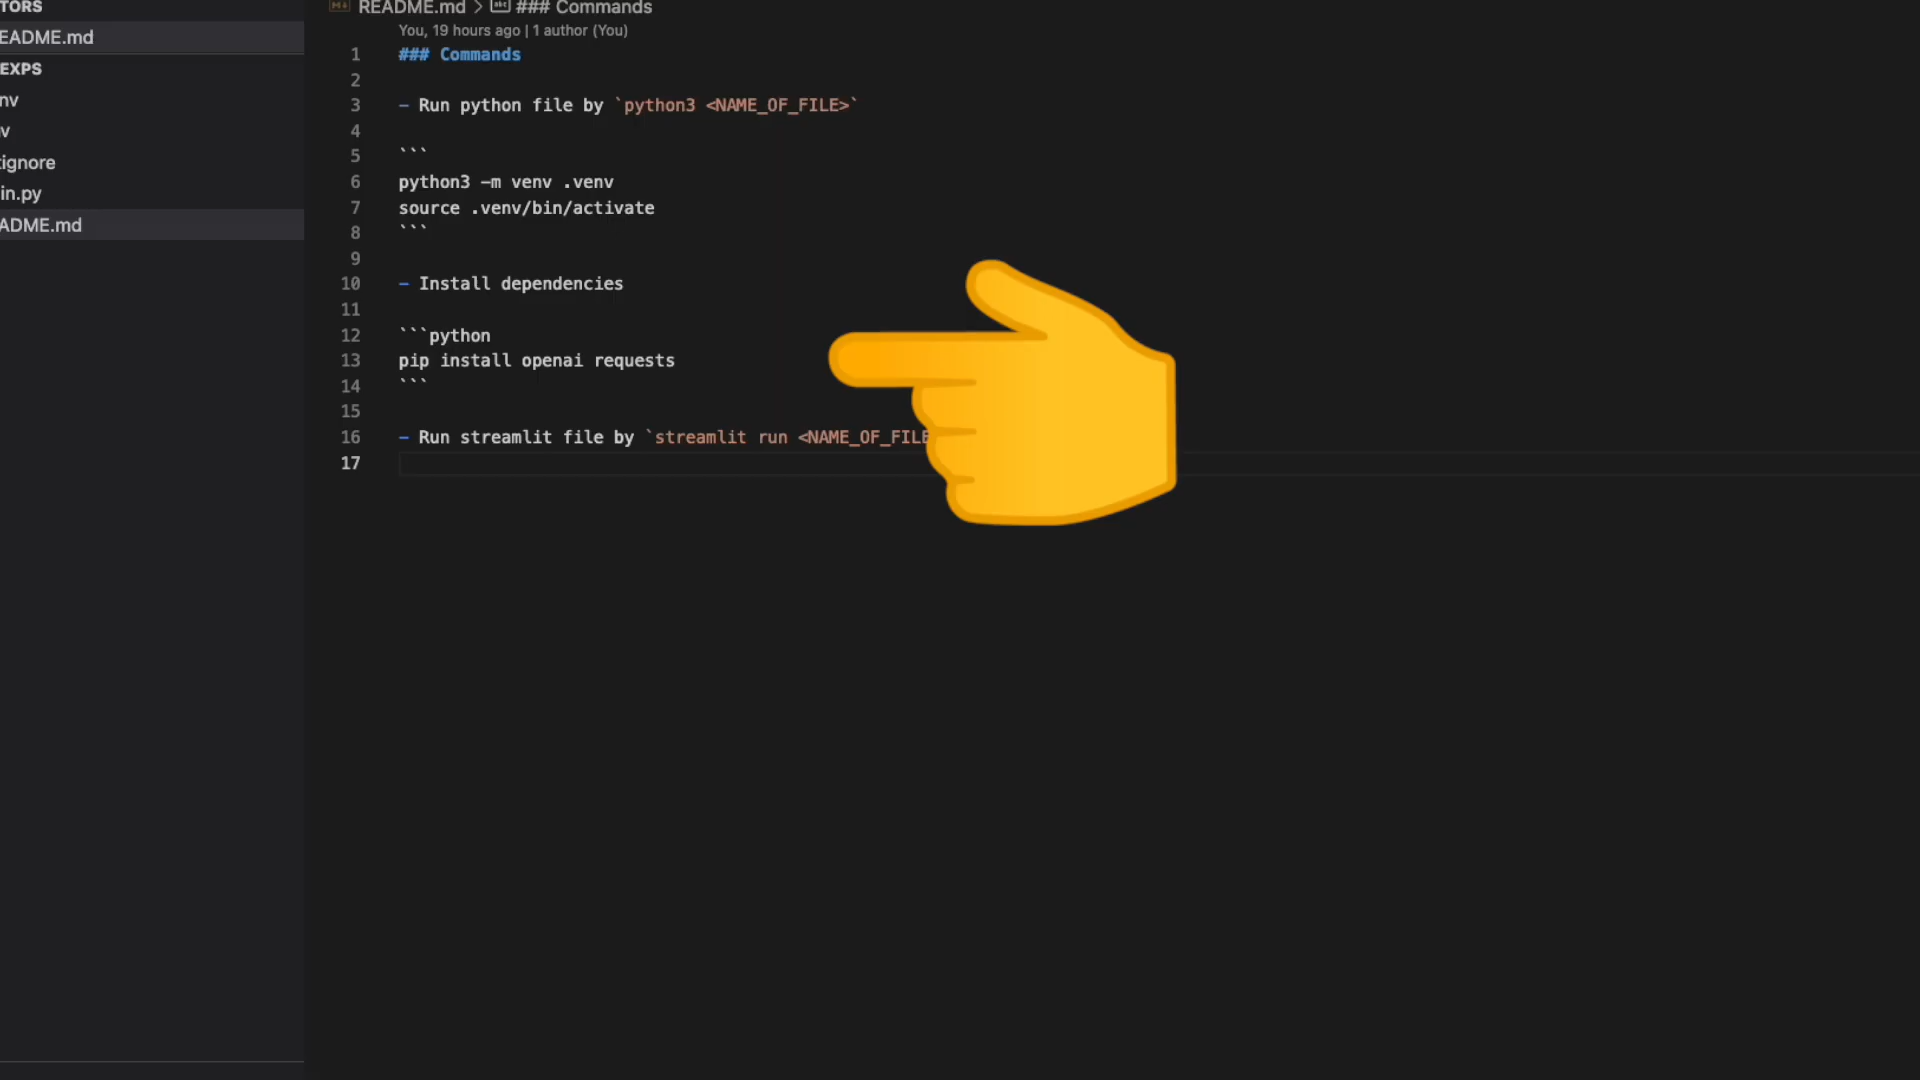 TORS
README.md > ### Commands
EADME.md
You, 19 hours ago | 1 author (You)
EXPS
nv
v
ignore
in.py
ADME.md
1 ### Commands
2
3 - Run python file by `python3 <NAME_OF_FILE>`
4
5 ```
6 python3 -m venv .venv
7 source .venv/bin/activate
8 ```
9
10 - Install dependencies
11
12 ```python
13 pip install openai requests
14 ```
15
16 - Run streamlit file by `streamlit run <NAME_OF_FILE
17